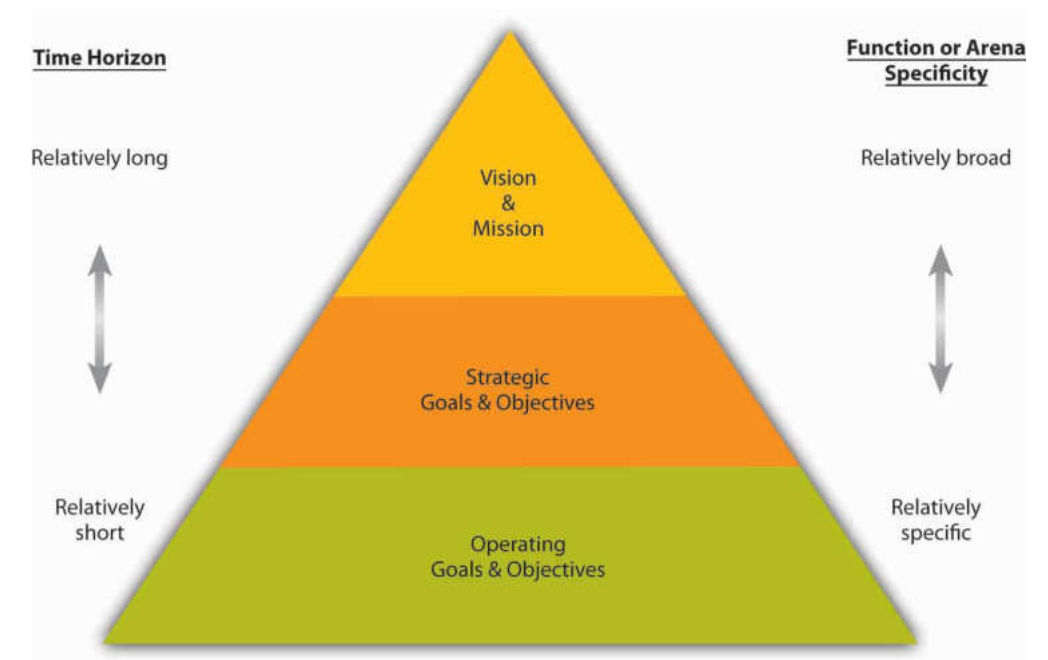 Time Horizon
Function or Arena
Specificity
Relatively long
Relatively broad
Vision
&
Mission
Strategic
Goals & Objectives
Relatively
short
Relatively
specific
Operating
Goals & Objectives